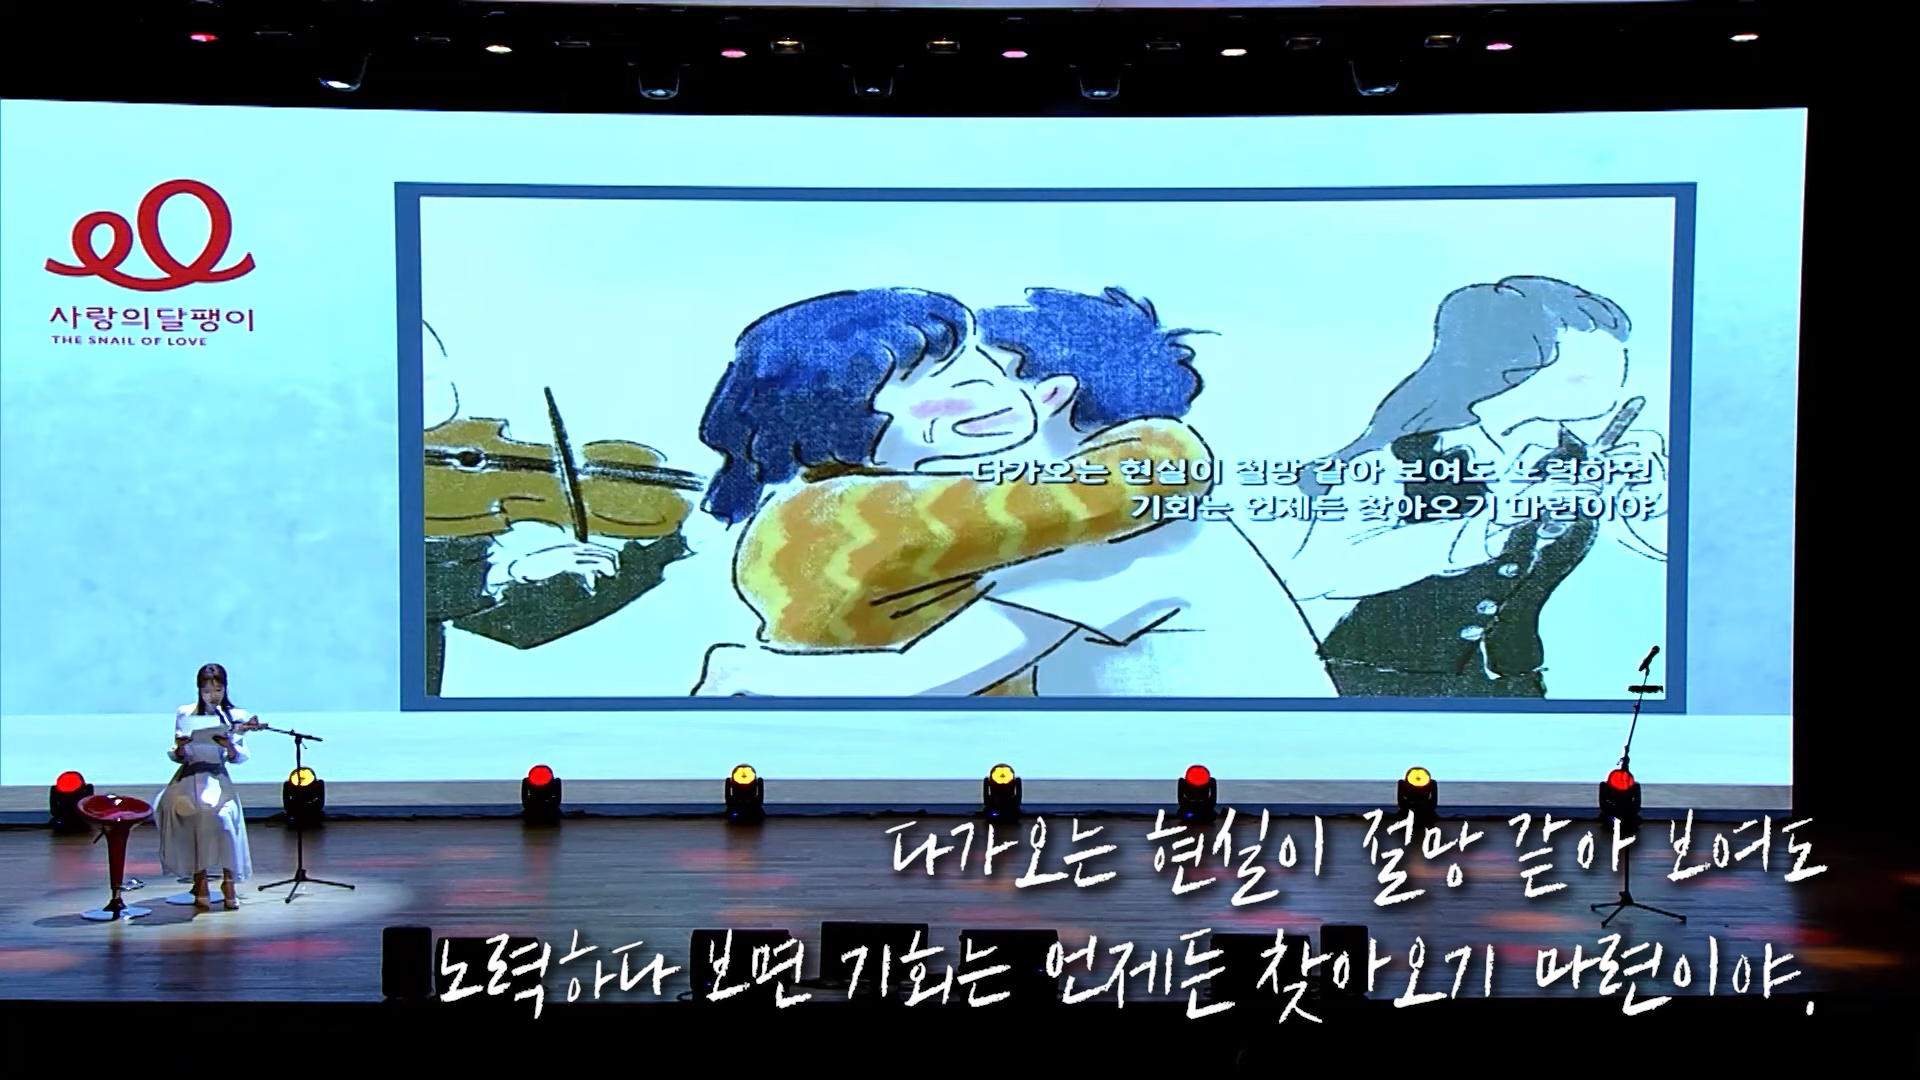 사랑의달팽이
THE SNAIL OF LOVE
다가오는 현실이 절망 같아 보여도 노력하면
기회는 언제든 찾아오기 마련이야
다가오는 현실이 절망 같아 보여도
노력하다 보면 기회는 언제든 찾아오기 마련이야.